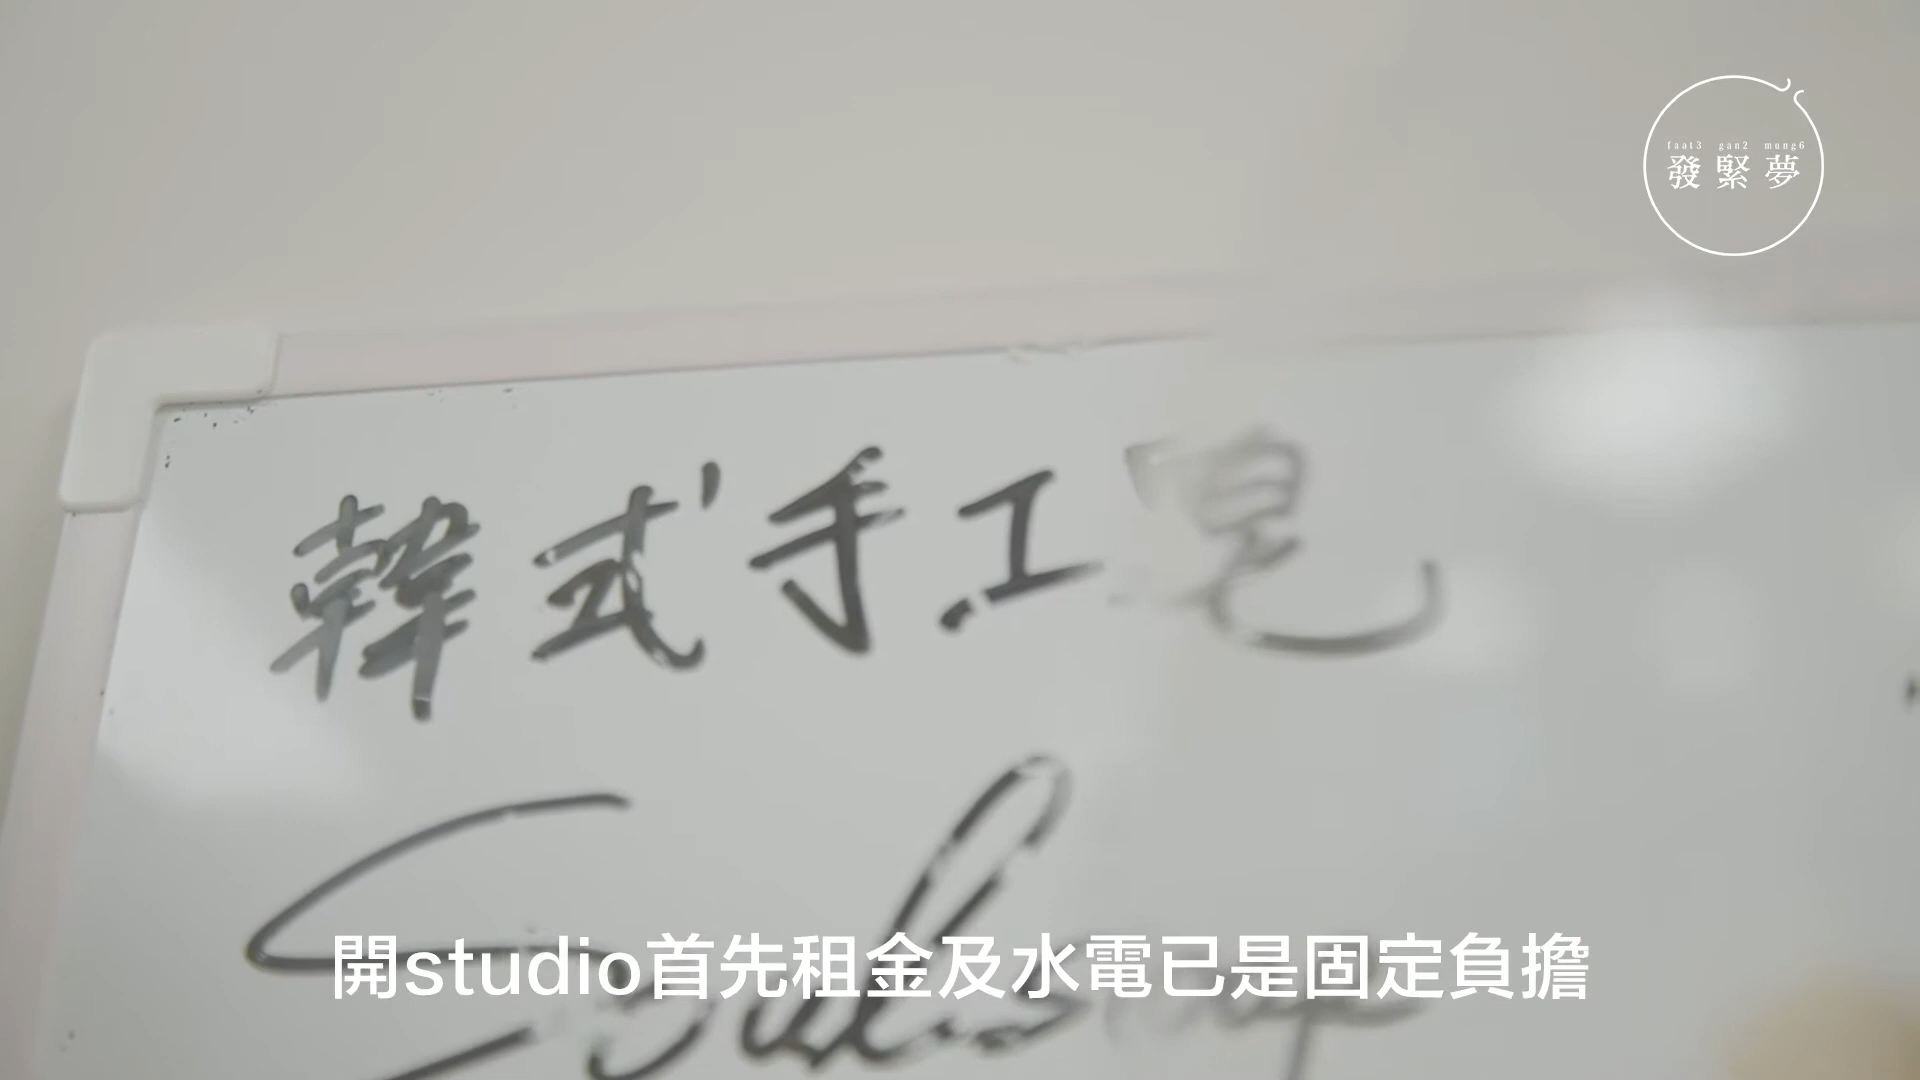 faat3 gan2 mung6
發緊夢
韓式手工皂
開studio首先租金及水電已是固定負擔